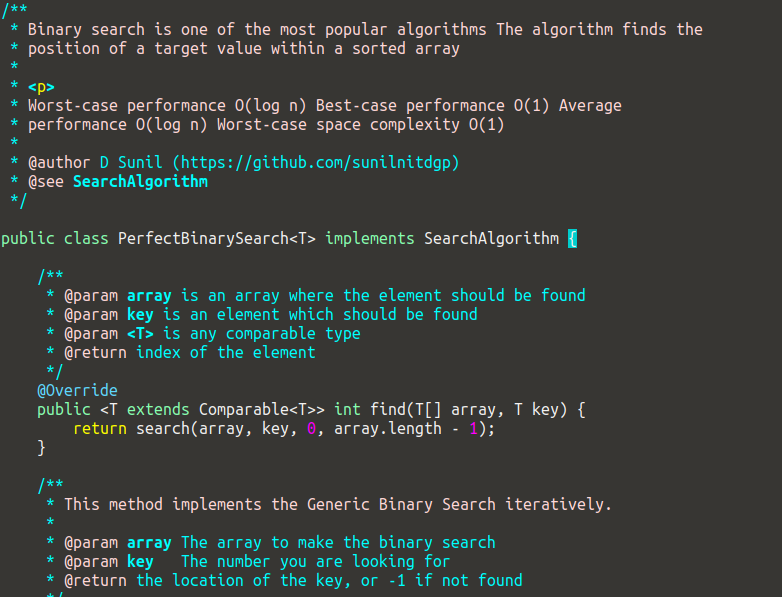 /**
 * Binary search is one of the most popular algorithms The algorithm finds the
 * position of a target value within a sorted array
 *
 * <p>
 * Worst-case performance O(log n) Best-case performance O(1) Average
 * performance O(log n) Worst-case space complexity O(1)
 *
 * @author D Sunil (https://github.com/sunilnitdgp)
 * @see SearchAlgorithm
 */

public class PerfectBinarySearch<T> implements SearchAlgorithm {

    /**
     * @param array is an array where the element should be found
     * @param key is an element which should be found
     * @param <T> is any comparable type
     * @return index of the element
     */
    @Override
    public <T extends Comparable<T>> int find(T[] array, T key) {
        return search(array, key, 0, array.length - 1);
    }

    /**
     * This method implements the Generic Binary Search iteratively.
     *
     * @param array The array to make the binary search
     * @param key   The number you are looking for
     * @return the location of the key, or -1 if not found
     */